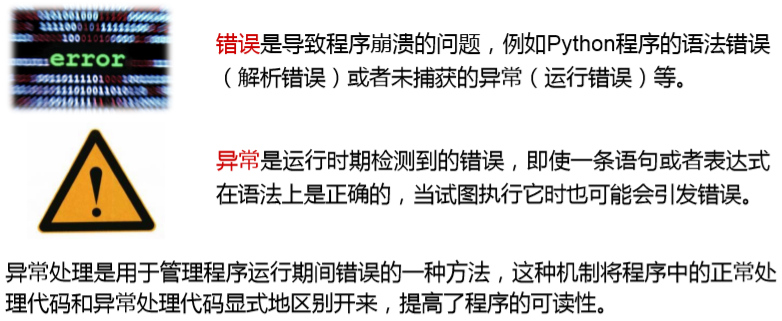 错误是导致程序崩溃的问题，例如Python程序的语法错误
error
（解析错误）或者未捕获的异常（运行错误）等。
异常是运行时期检测到的错误，即使一条语句或者表达式
在语法上是正确的，当试图执行它时也可能会引发错误。
异常处理是用于管理程序运行期间错误的一种方法，这种机制将程序中的正常处
理代码和异常处理代码显式地区别开来，提高了程序的可读性。